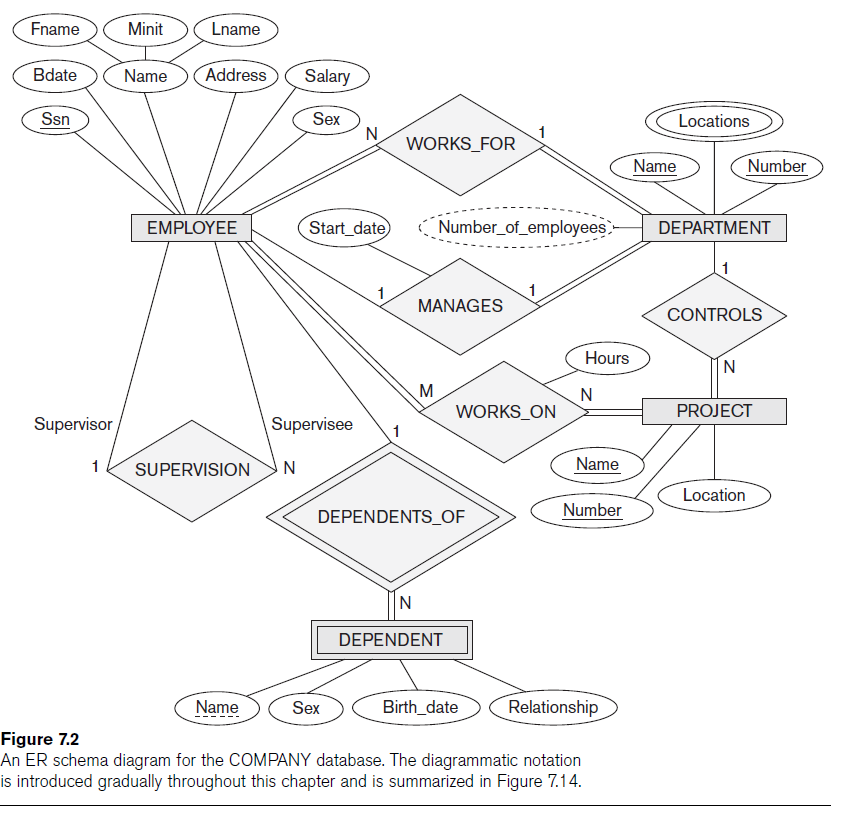 Fname Minit Lname
Bdate Name Address Salary
Ssn Sex
N WORKS_FOR 1
Locations
Name Number
EMPLOYEE Start_date Number_of_employees DEPARTMENT
1 MANAGES 1
1
CONTROLS
N
Hours
M WORKS_ON N PROJECT
Supervisor Supervisee 1
1 SUPERVISION N
Name
Number Location
DEPENDENTS_OF
N
DEPENDENT
Name Sex Birth_date Relationship
Figure 7.2
An ER schema diagram for the COMPANY database. The diagrammatic notation
is introduced gradually throughout this chapter and is summarized in Figure 7.14.